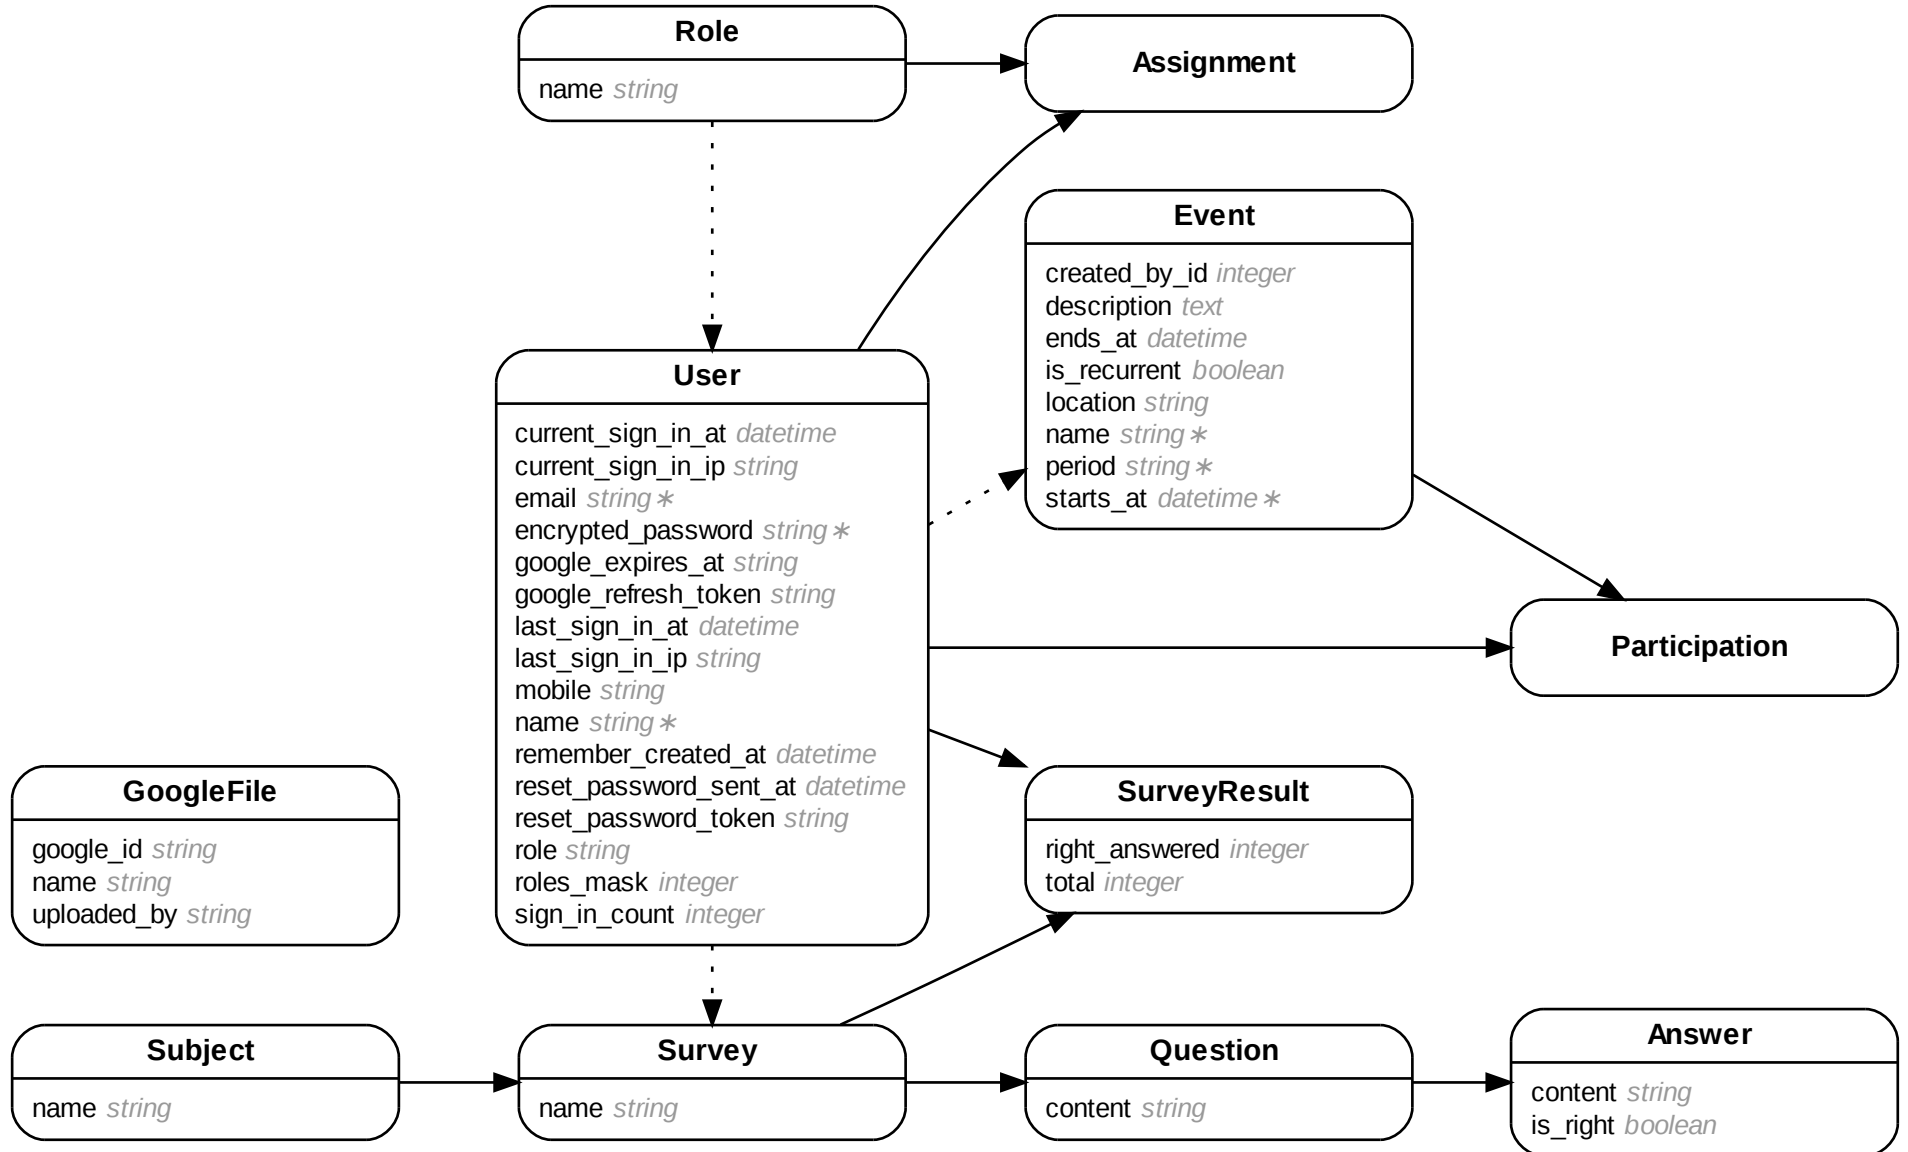 Role
name string
Assignment
Event
created_by_id integer
description text
ends_at datetime
is_recurrent boolean
location string
name string∗
period string∗
starts_at datetime∗
User
current_sign_in_at datetime
current_sign_in_ip string
email string∗
encrypted_password string∗
google_expires_at string
google_refresh_token string
last_sign_in_at datetime
last_sign_in_ip string
mobile string
name string∗
remember_created_at datetime
reset_password_sent_at datetime
reset_password_token string
role string
roles_mask integer
sign_in_count integer
Participation
GoogleFile
google_id string
name string
uploaded_by string
SurveyResult
right_answered integer
total integer
Subject
name string
Survey
name string
Question
content string
Answer
content string
is_right boolean